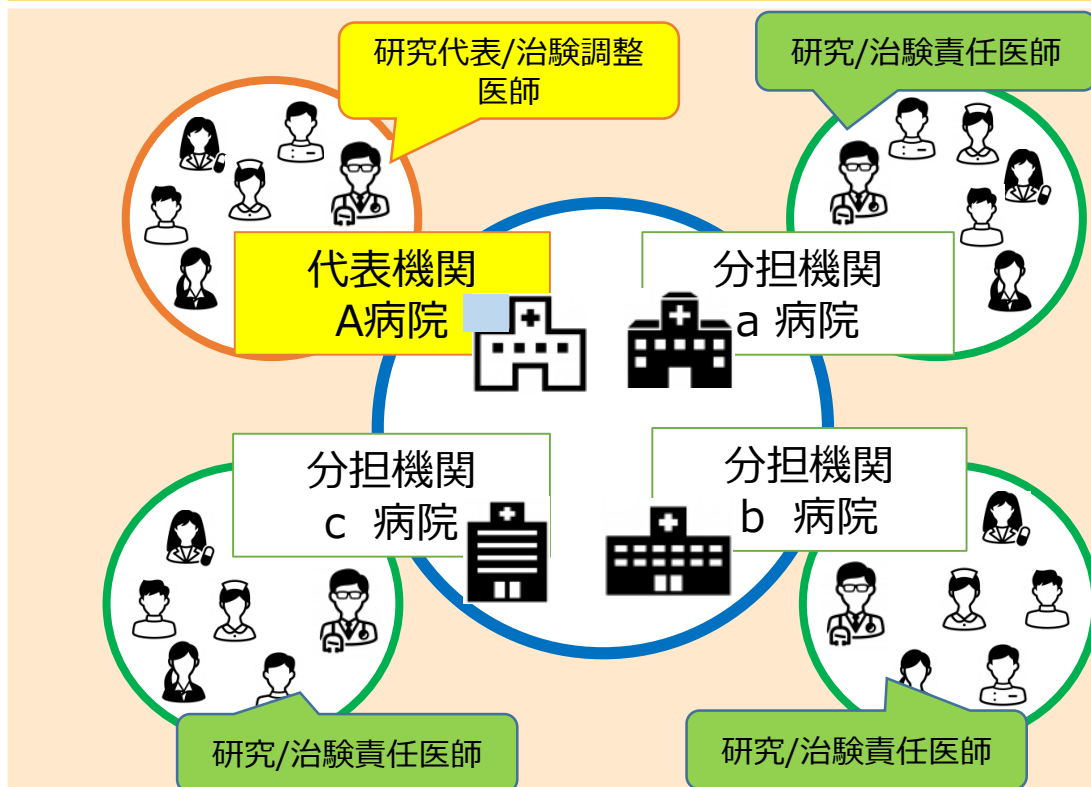 研究代表/治験調整
医師
研究/治験責任医師
代表機関
A病院
分担機関
a 病院
分担機関
c 病院
分担機関
b 病院
研究/治験責任医師
研究/治験責任医師